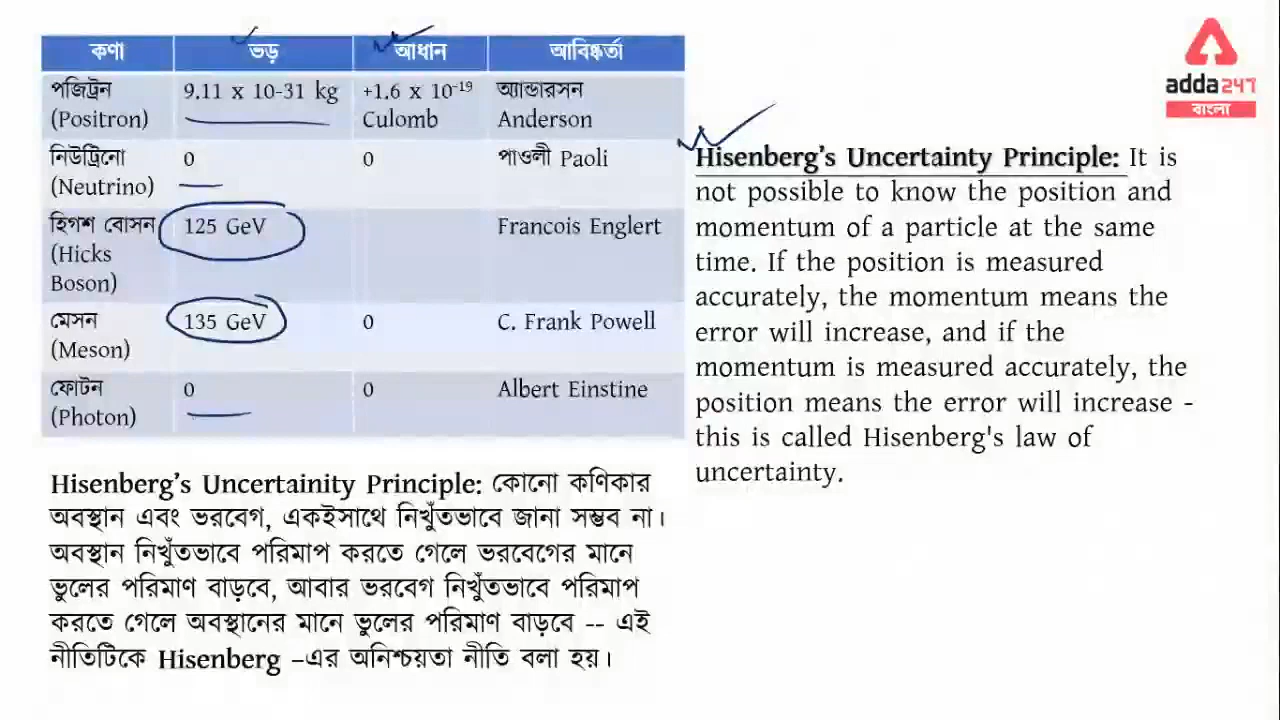 কণা ভড় আধান আবিষ্কর্তা
পজিট্রন 9.11 x 10-31 kg +1.6 x 10⁻¹⁹ অ্যান্ডারসন
(Positron) Culomb Anderson
নিউট্রিনো 0 0 পাওলী Paoli
(Neutrino)
হিগশ বোসন 125 GeV Francois Englert
(Hicks
Boson)
মেসন 135 GeV 0 C. Frank Powell
(Meson)
ফোটন 0 0 Albert Einstine
(Photon)
Hisenberg’s Uncertainity Principle: কোনো কণিকার
অবস্থান এবং ভরবেগ, একইসাথে নিখুঁতভাবে জানা সম্ভব না।
অবস্থান নিখুঁতভাবে পরিমাপ করতে গেলে ভরবেগের মানে
ভুলের পরিমাণ বাড়বে, আবার ভরবেগ নিখুঁতভাবে পরিমাপ
করতে গেলে অবস্থানের মানে ভুলের পরিমাণ বাড়বে -- এই
নীতিটিকে Hisenberg –এর অনিশ্চয়তা নীতি বলা হয়।
adda247
বাংলা
Hisenberg’s Uncertainty Principle: It is
not possible to know the position and
momentum of a particle at the same
time. If the position is measured
accurately, the momentum means the
error will increase, and if the
momentum is measured accurately, the
position means the error will increase -
this is called Hisenberg's law of
uncertainty.